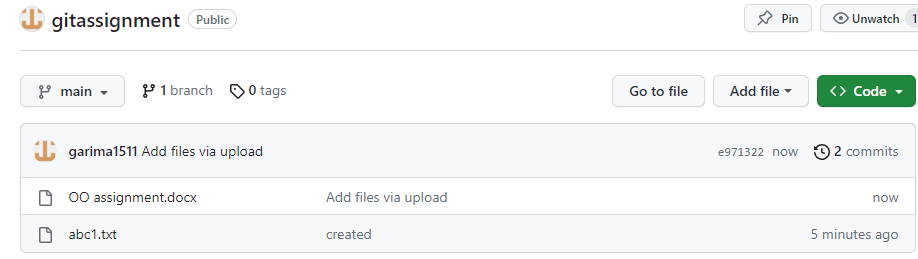 gitassignment Public Pin Unwatch 1
main 1 branch 0 tags Go to file Add file <> Code
garima1511 Add files via upload e971322 now 2 commits
OO assignment.docx Add files via upload now
abc1.txt created 5 minutes ago